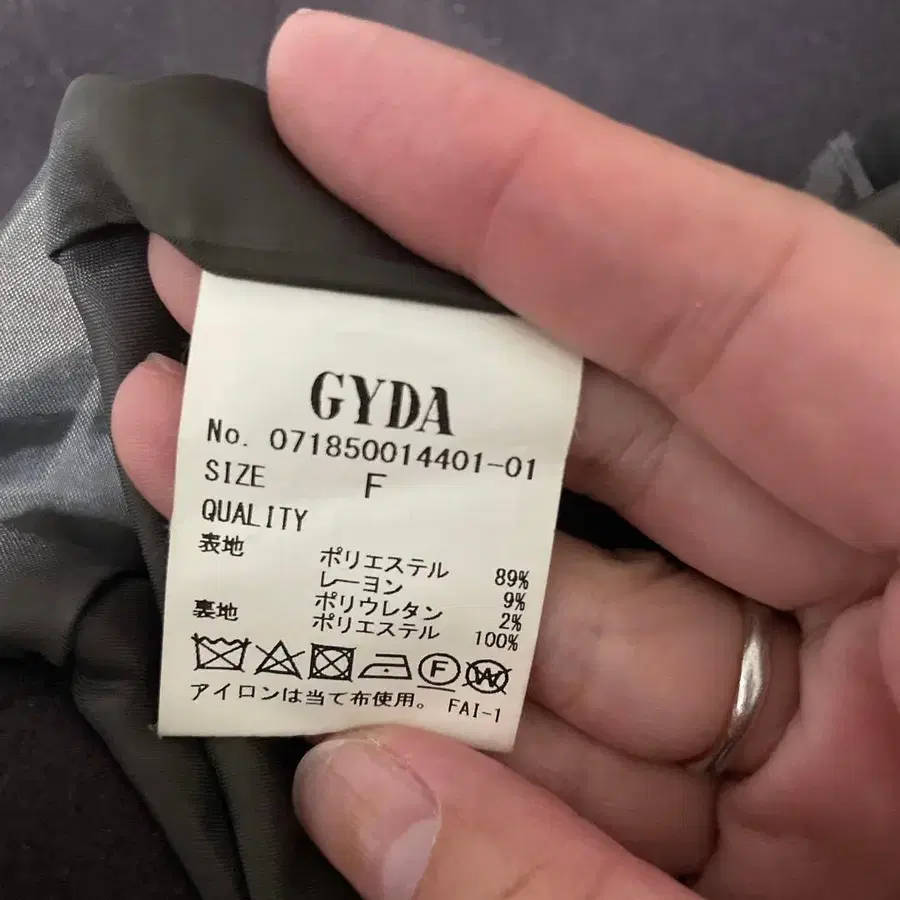 GYDA
No. 071850014401-01
SIZE F
QUALITY
表地 ポリエステル 89%
レーヨン 9%
ポリウレタン 2%
裏地 ポリエステル 100%
F W
アイロンは当て布使用。 FAI-1